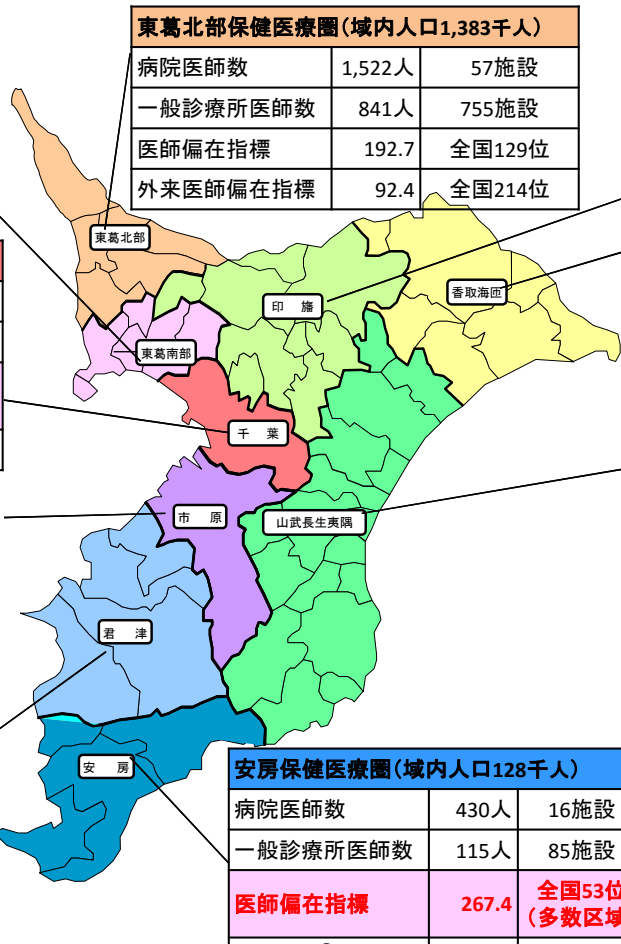 東葛北部保健医療圏(域内人口1,383千人)
病院医師数 1,522人 57施設
一般診療所医師数 841人 755施設
医師偏在指標 192.7 全国129位
外来医師偏在指標 92.4 全国214位
東葛北部
香取海匝
印 旛
東葛南部
千 葉
市 原
山武長生夷隅
君 津
安 房
安房保健医療圏(域内人口128千人)
病院医師数 430人 16施設
一般診療所医師数 115人 85施設
医師偏在指標 267.4 全国53位
(多数区域